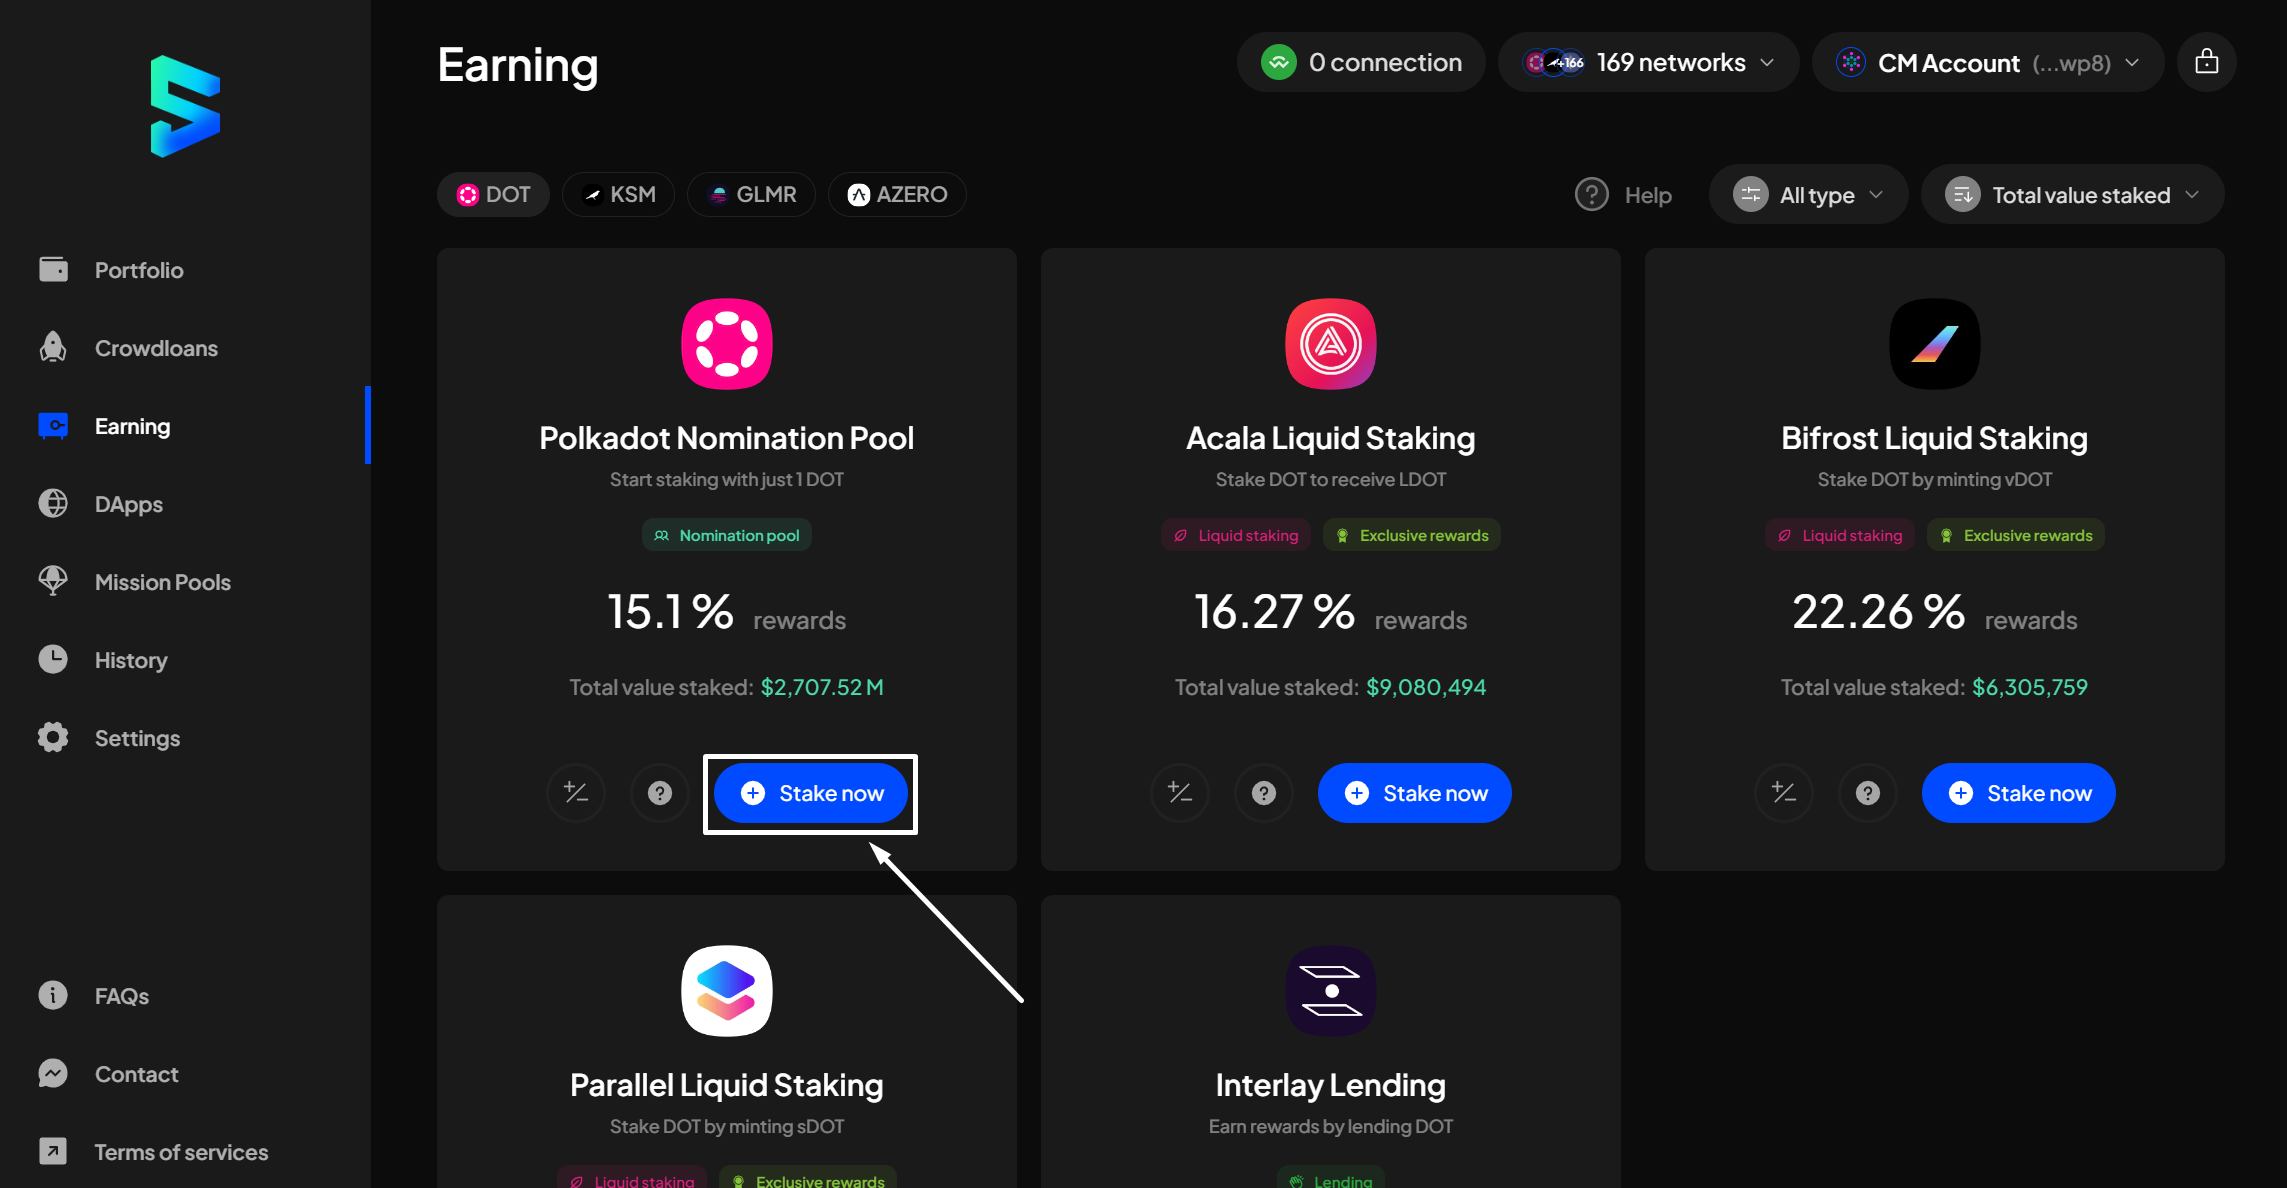 Earning
0 connection
+166
169 networks
CM Account (...wp8)
DOT
KSM
GLMR
AZERO
Help
All type
Total value staked
Portfolio
Crowdloans
Earning
DApps
Mission Pools
History
Settings
FAQs
Contact
Terms of services
Polkadot Nomination Pool
Start staking with just 1 DOT
Nomination pool
15.1 % rewards
Total value staked: $2,707.52 M
Stake now
Acala Liquid Staking
Stake DOT to receive LDOT
Liquid staking
Exclusive rewards
16.27 % rewards
Total value staked: $9,080,494
Stake now
Bifrost Liquid Staking
Stake DOT by minting vDOT
Liquid staking
Exclusive rewards
22.26 % rewards
Total value staked: $6,305,759
Stake now
Parallel Liquid Staking
Stake DOT by minting sDOT
Liquid staking
Exclusive rewards
Interlay Lending
Earn rewards by lending DOT
Lending